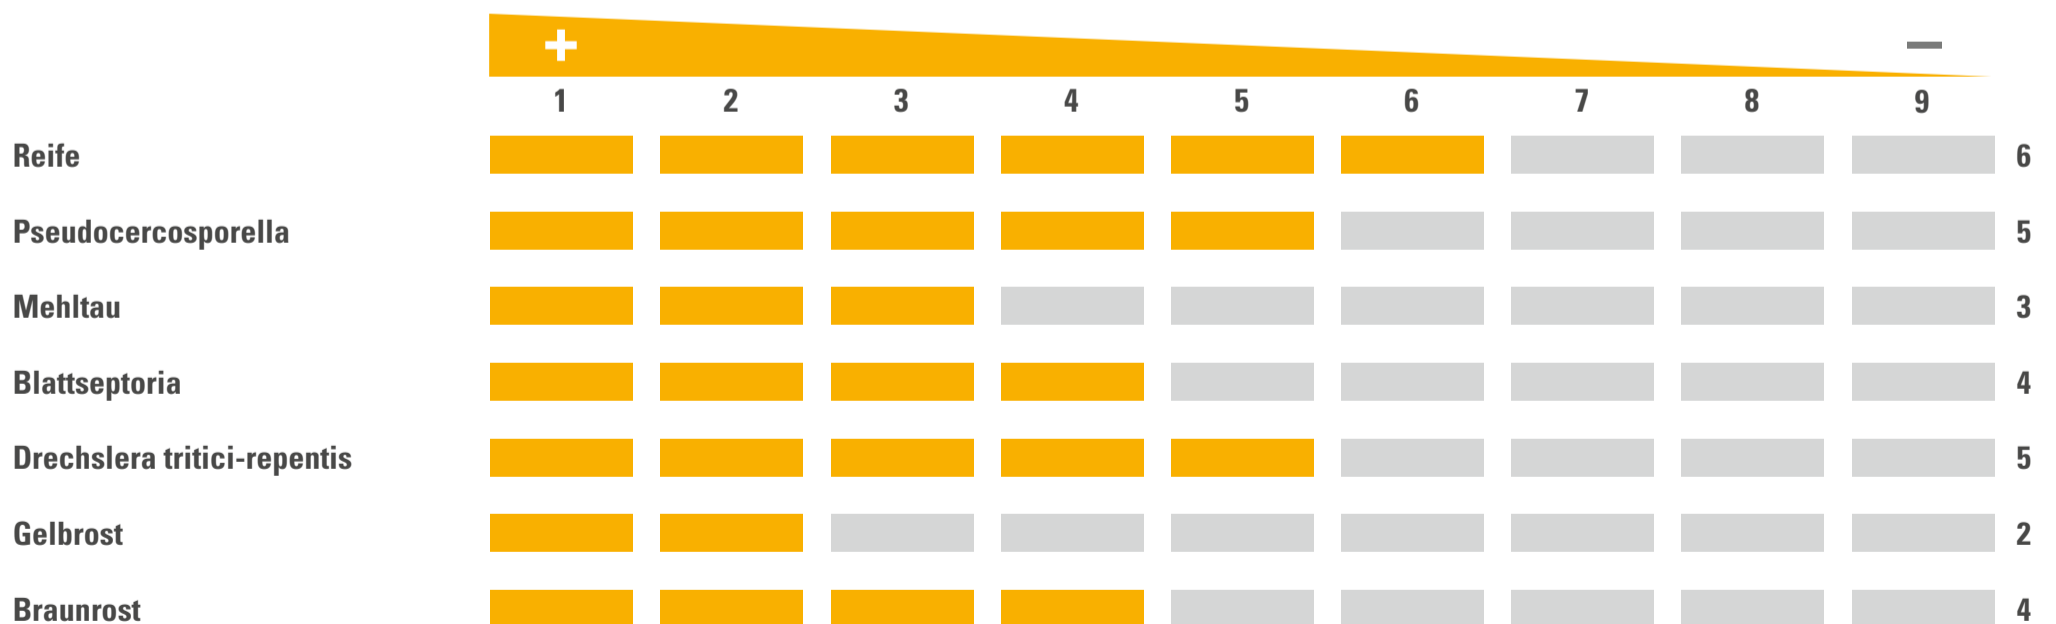 + −
1 2 3 4 5 6 7 8 9
Reife 6
Pseudocercosporella 5
Mehltau 3
Blattseptoria 4
Drechslera tritici-repentis 5
Gelbrost 2
Braunrost 4